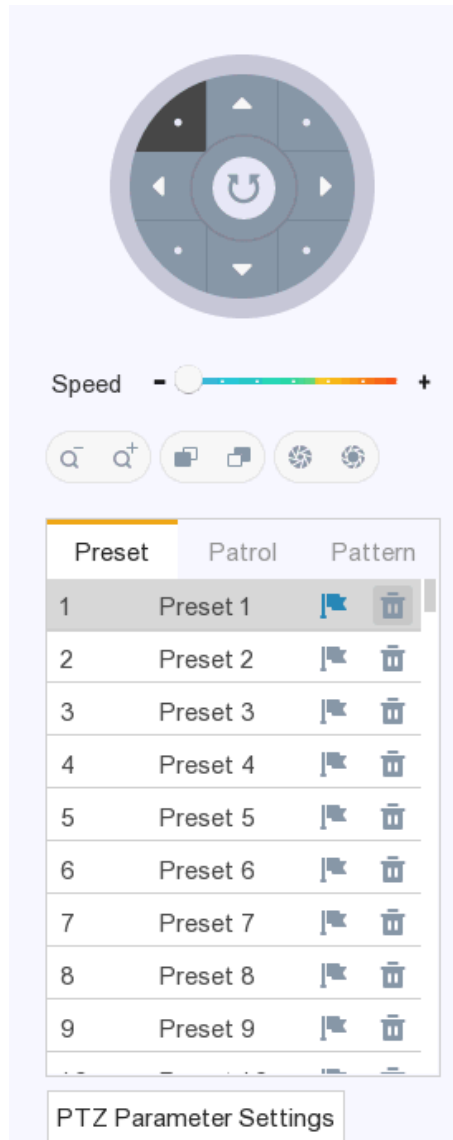 Speed - +
Preset Patrol Pattern
1 Preset 1
2 Preset 2
3 Preset 3
4 Preset 4
5 Preset 5
6 Preset 6
7 Preset 7
8 Preset 8
9 Preset 9
PTZ Parameter Settings